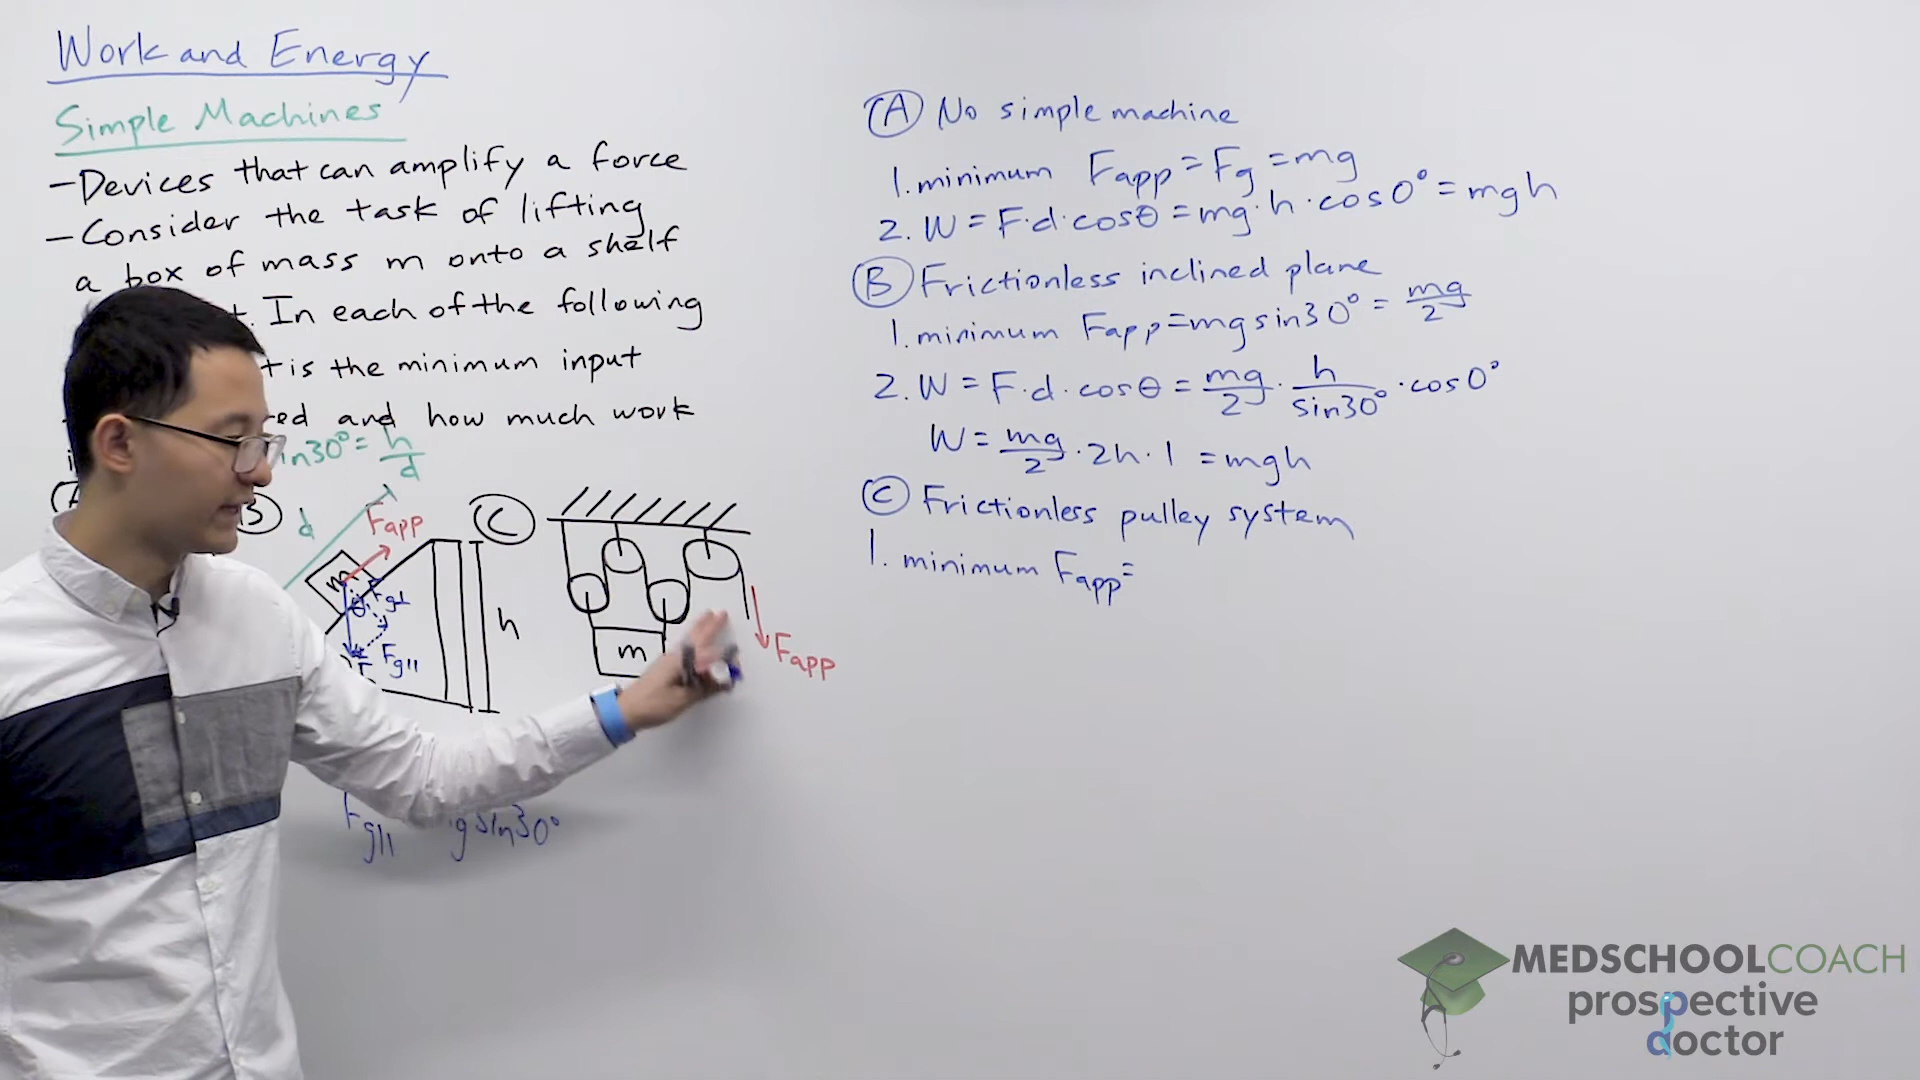 Work and Energy
Simple Machines
- Devices that can amplify a force
- Consider the task of lifting
a box of mass m onto a shelf
. In each of the following
is the minimum input
and how much work
sin30° = h/d
B
d
Fapp
m
θ
Fg⊥
Fg||
h
C
m
Fapp
Fg||
gsin30°
A No simple machine
1. minimum Fapp = Fg = mg
2. W = F·d·cosθ = mg·h·cos0° = mgh
B Frictionless inclined plane
1. minimum Fapp = mgsin30° = mg/2
2. W = F·d·cosθ = mg/2 · h/sin30° · cos0°
W = mg/2 · 2h · 1 = mgh
C Frictionless pulley system
1. minimum Fapp =
MEDSCHOOLCOACH
prospective
doctor